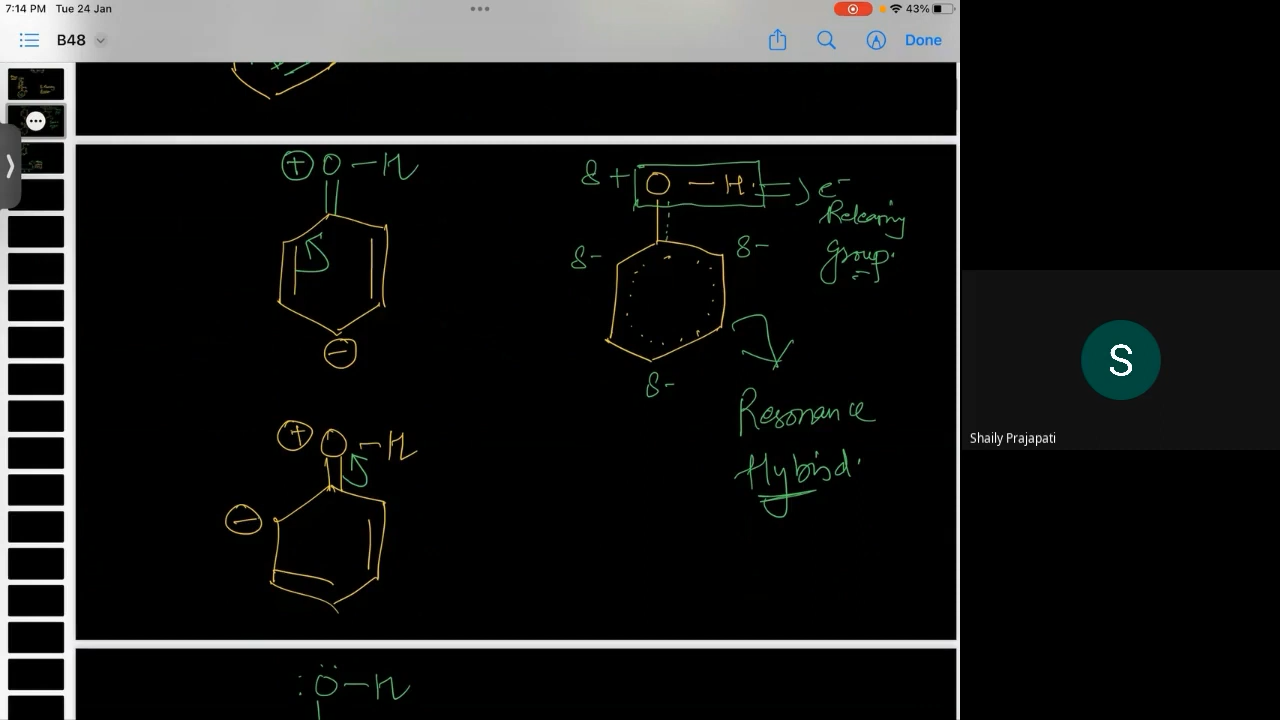 7:14 PM Tue 24 Jan
43%
B48
Done
+ O - H
δ+ O - H. => e-
Releasing
group.
δ- δ-
-
δ-
Resonance
Hybrid.
+ O - H
-
S
Shaily Prajapati
:Ö - H